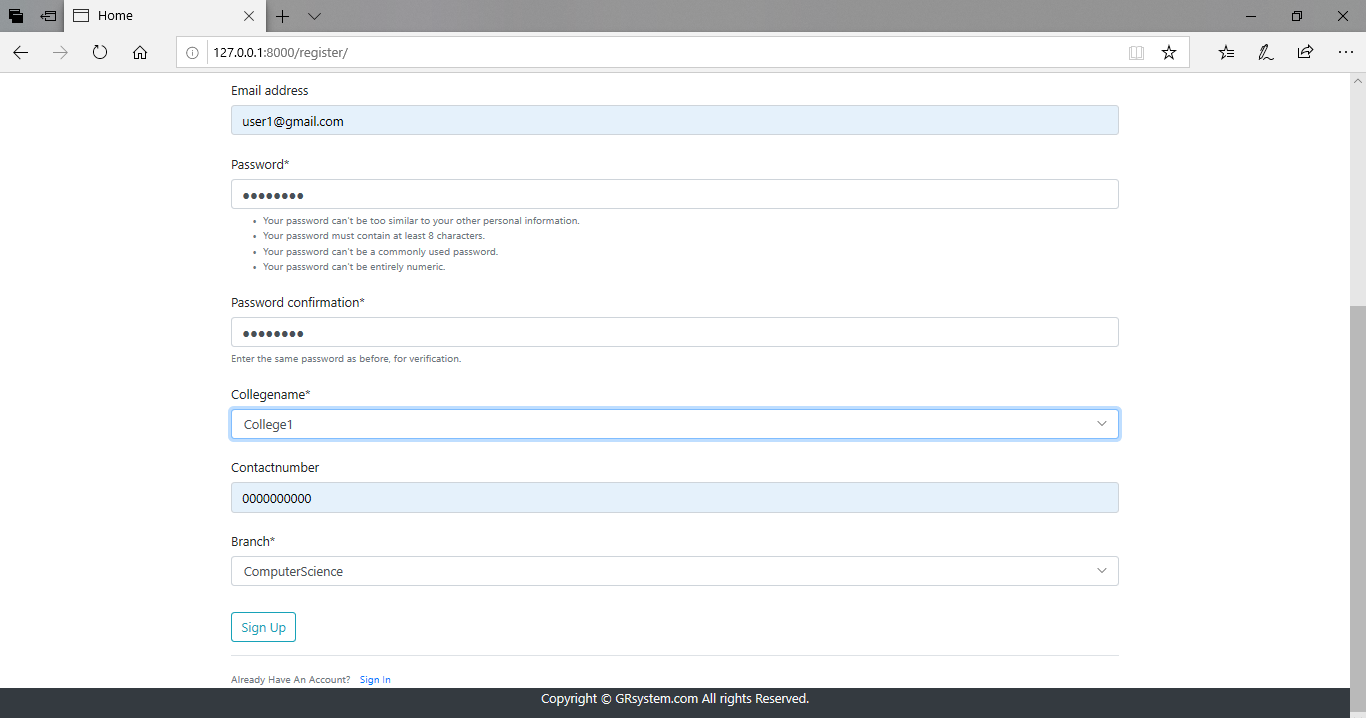 Home
127.0.0.1:8000/register/
Email address
user1@gmail.com
Password*
••••••••
• Your password can't be too similar to your other personal information.
• Your password must contain at least 8 characters.
• Your password can't be a commonly used password.
• Your password can't be entirely numeric.
Password confirmation*
••••••••
Enter the same password as before, for verification.
Collegename*
College1
Contactnumber
0000000000
Branch*
ComputerScience
Sign Up
Already Have An Account? Sign In
Copyright © GRsystem.com All rights Reserved.